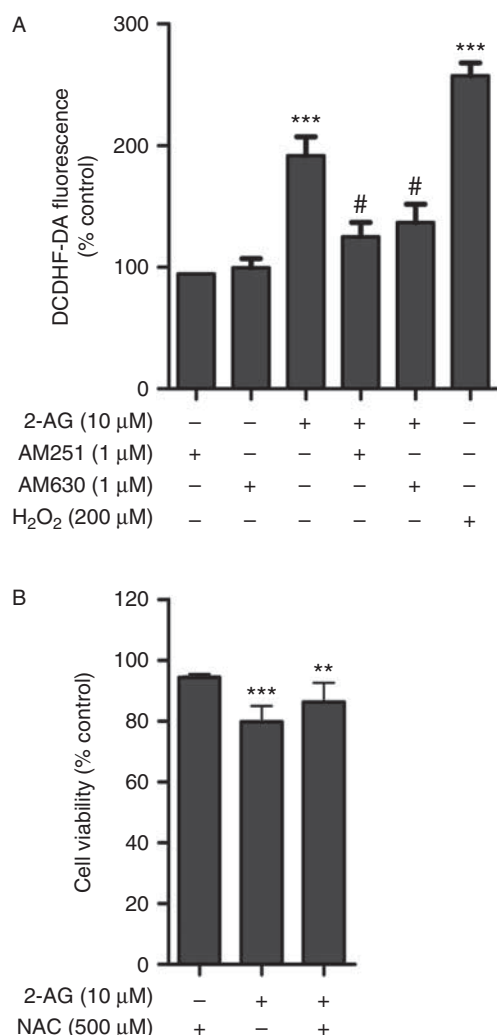 A
300
200
100
0
DCDHF-DA fluorescence
(% control)
***
#
#
***
2-AG (10 μM) – – + + + –
AM251 (1 μM) + – – + – –
AM630 (1 μM) – + – – + –
H₂O₂ (200 μM) – – – – – +
B
120
100
80
60
40
20
0
Cell viability (% control)
***
**
2-AG (10 μM) – + +
NAC (500 μM) + – +